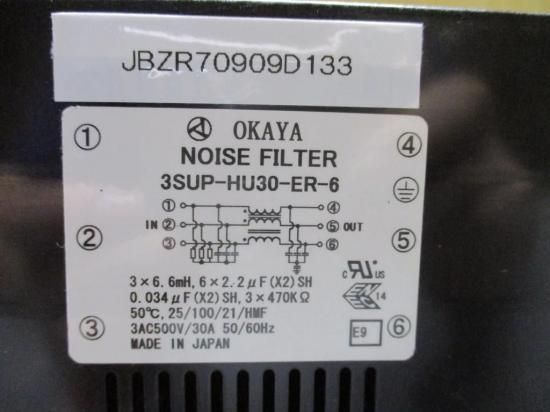 JBZR70909D133
① OKAYA ④
NOISE FILTER
3SUP-HU30-ER-6
① ④
IN ② ⑤ OUT
③ ⑥
② ⑤
3×6.6mH, 6×2.2μF(X2)SH
0.034μF(X2)SH, 3×470KΩ
50℃, 25/100/21/HMF
3AC500V/30A 50/60Hz
MADE IN JAPAN
c US
14
③ E9 ⑥